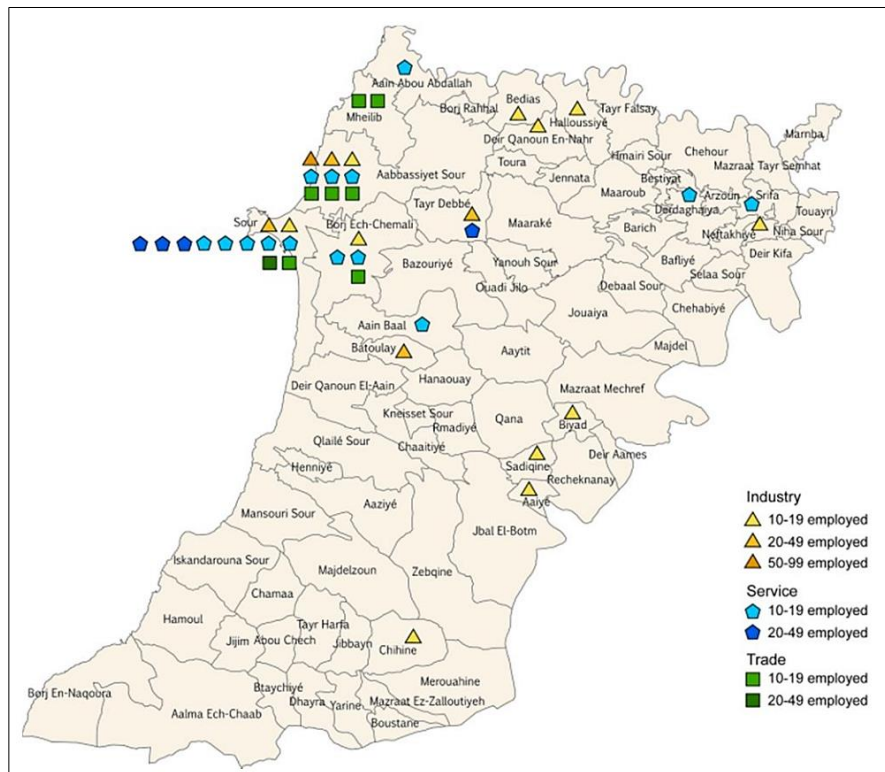 Aain Abou Abdallah
Mheilib
Borj Rahhal
Bedias
Tayr Falsay
Halloussiyé
Deir Qanoun En-Nahr
Marnba
Chehour
Hmairi Sour
Mazraat Tayr Semhat
Toura
Aabbassiyet Sour
Jennata
Bestiyat
Maaroub
Arzoun
Srifa
Derdaghaiya
Touayri
Tayr Debbé
Maaraké
Sour
Borj Ech-Chemali
Barich
Neftakhiyé
Niha Sour
Deir Kifa
Bazouriyé
Yanouh Sour
Bafliyé
Selaa Sour
Ouadi Jilo
Debaal Sour
Chehabiyé
Jouaiya
Aain Baal
Batoulay
Aaytit
Majdel
Hanaouay
Deir Qanoun El-Aain
Mazraat Mechref
Kneisset Sour
Qana
Rmadiyé
Biyad
Qlailé Sour
Chaaitiyé
Deir Aames
Henniyé
Sadiqine
Recheknanay
Aaiyé
Aaziyé
Mansouri Sour
Jbal El-Botm
Iskandarouna Sour
Majdelzoun
Zebqine
Chamaa
Hamoul
Tayr Harfa
Jijim
Abou Chech
Jibbayn
Chihine
Merouahine
Borj En-Naqoora
Btaychiyé
Dhayra
Yarine
Mazraat Ez-Zalloutiyeh
Aalma Ech-Chaab
Boustane
Industry
10-19 employed
20-49 employed
50-99 employed
Service
10-19 employed
20-49 employed
Trade
10-19 employed
20-49 employed